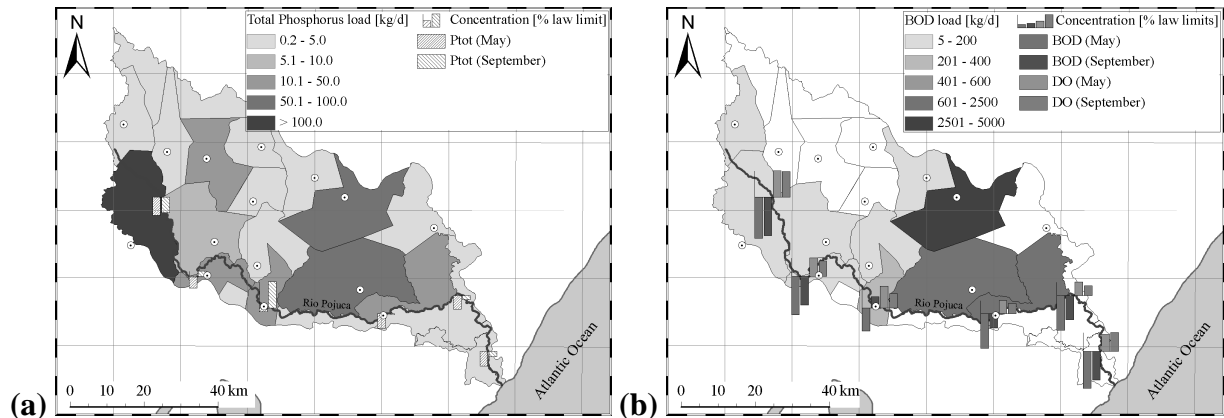 N
Total Phosphorus load [kg/d]
0.2 - 5.0
5.1 - 10.0
10.1 - 50.0
50.1 - 100.0
> 100.0
Concentration [% law limit]
Ptot (May)
Ptot (September)
Rio Pojuca
Atlantic Ocean
0 10 20 40 km
(a)
N
BOD load [kg/d]
5 - 200
201 - 400
401 - 600
601 - 2500
2501 - 5000
Concentration [% law limits]
BOD (May)
BOD (September)
DO (May)
DO (September)
Rio Pojuca
Atlantic Ocean
0 10 20 40 km
(b)